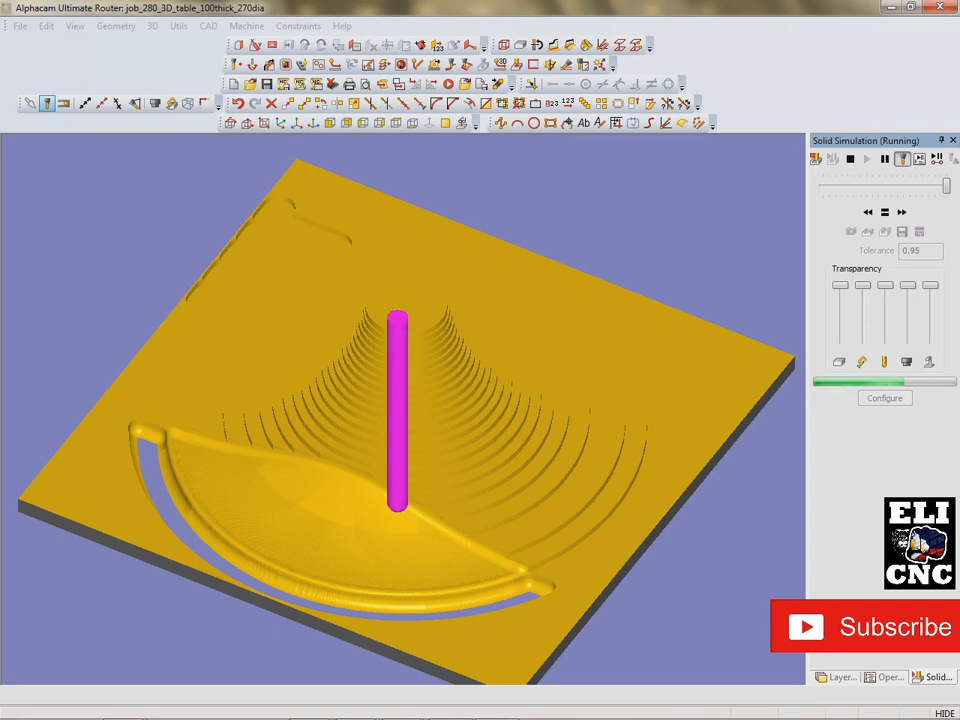 Alphacam Ultimate Router: job_280_3D_table_100thick_270dia
File Edit View Geometry 3D Utils CAD Machine Constraints Help
Solid Simulation (Running)
Tolerance 0.95
Transparency
Configure
ELI
CNC
Subscribe
Layer... Oper... Solid...
HIDE